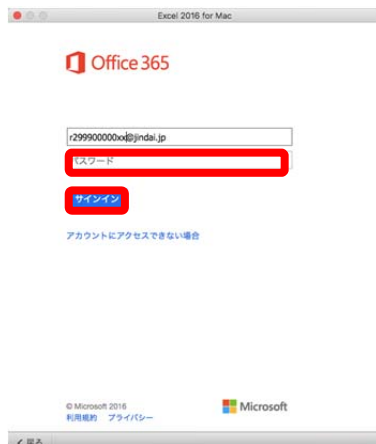 Excel 2016 for Mac
Office 365
r299900000xx@jindai.jp
パスワード
サインイン
アカウントにアクセスできない場合
© Microsoft 2016
利用規約 プライバシー
Microsoft
戻る